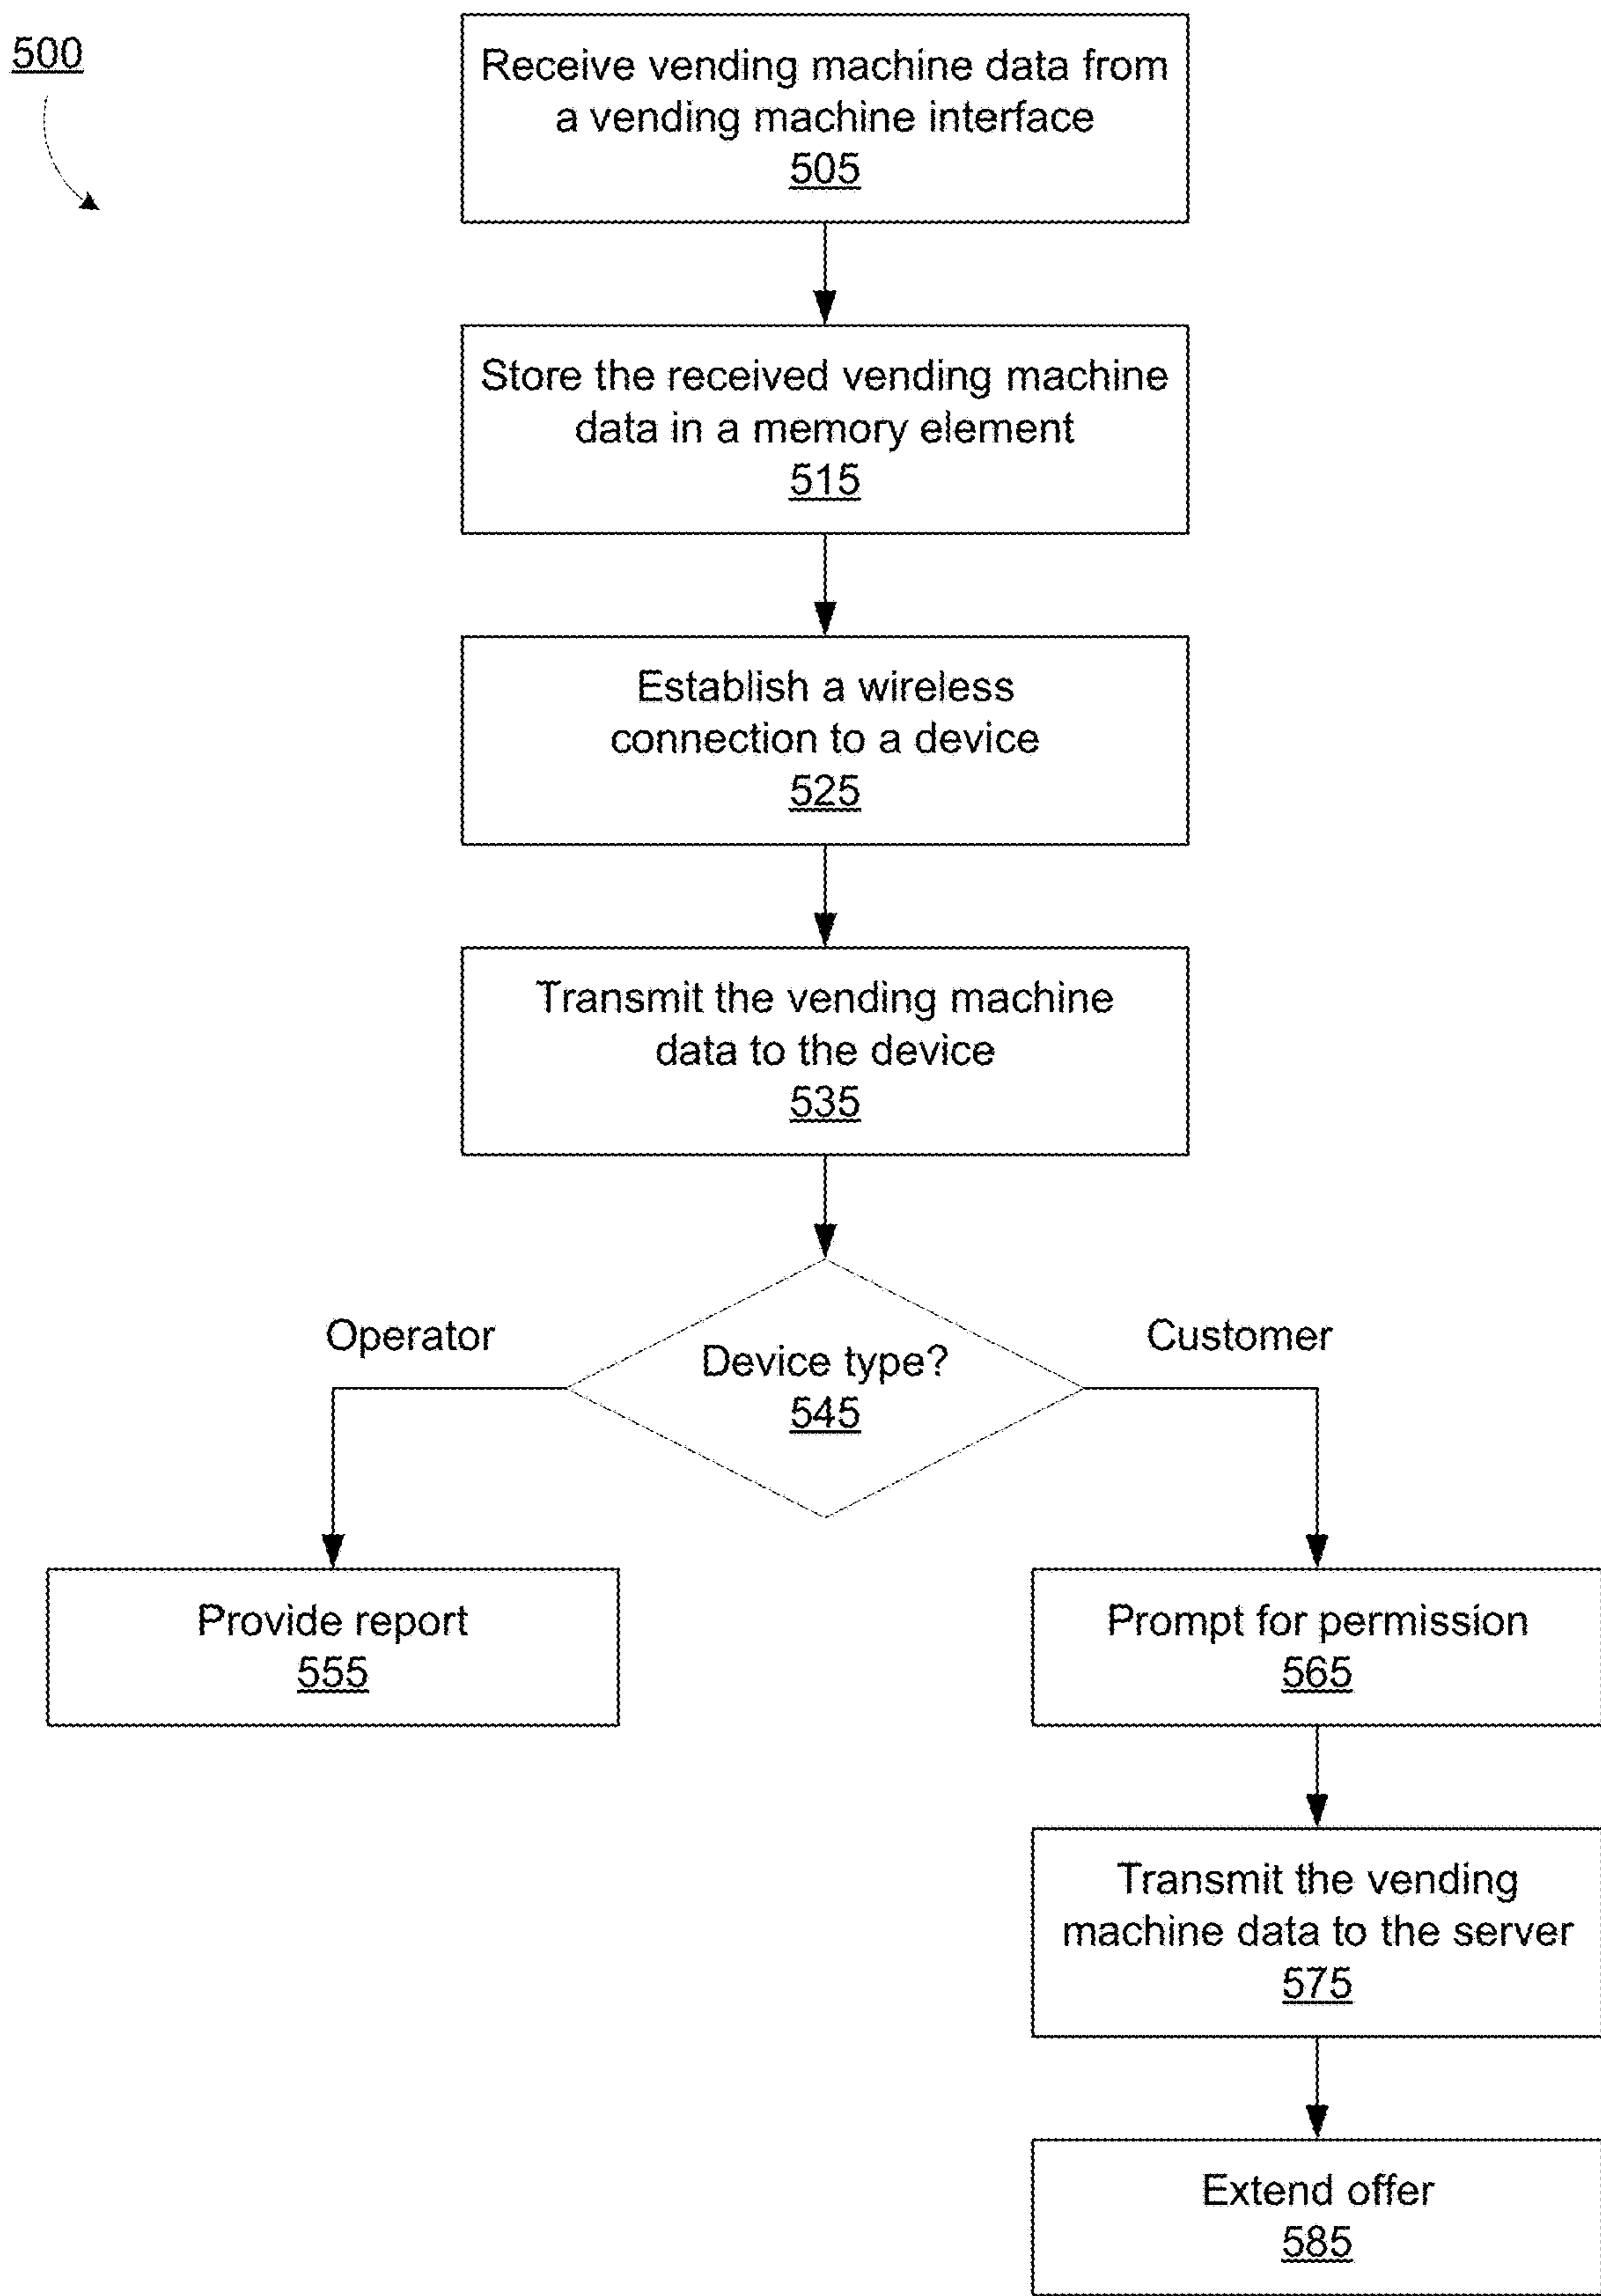 500
Receive vending machine data from
a vending machine interface
505
Store the received vending machine
data in a memory element
515
Establish a wireless
connection to a device
525
Transmit the vending machine
data to the device
535
Operator
Device type?
545
Customer
Provide report
555
Prompt for permission
565
Transmit the vending
machine data to the server
575
Extend offer
585